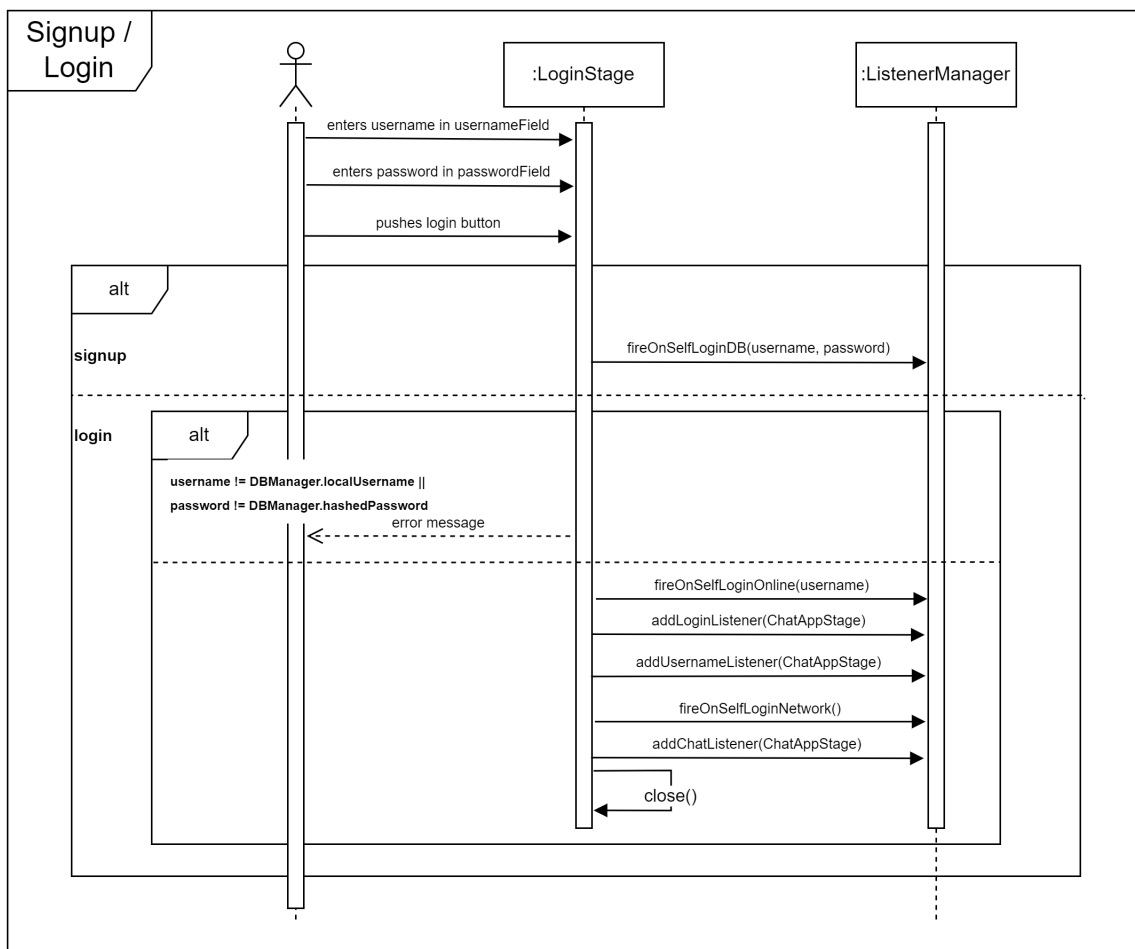 Signup /
Login
:LoginStage
:ListenerManager
enters username in usernameField
enters password in passwordField
pushes login button
alt
signup
fireOnSelfLoginDB(username, password)
login
alt
username != DBManager.localUsername ||
password != DBManager.hashedPassword
error message
fireOnSelfLoginOnline(username)
addLoginListener(ChatAppStage)
addUsernameListener(ChatAppStage)
fireOnSelfLoginNetwork()
addChatListener(ChatAppStage)
close()